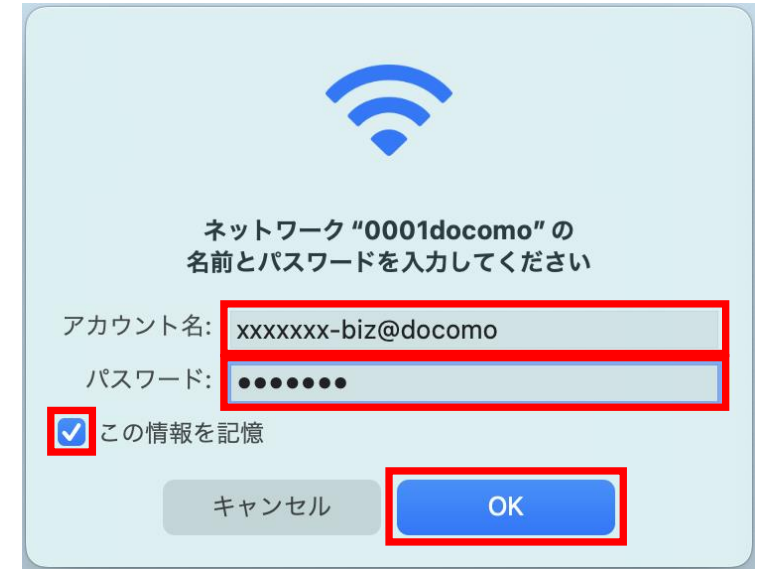 ネットワーク “0001docomo” の
名前とパスワードを入力してください
アカウント名: xxxxxxx-biz@docomo
パスワード: ●●●●●●●
この情報を記憶
キャンセル OK